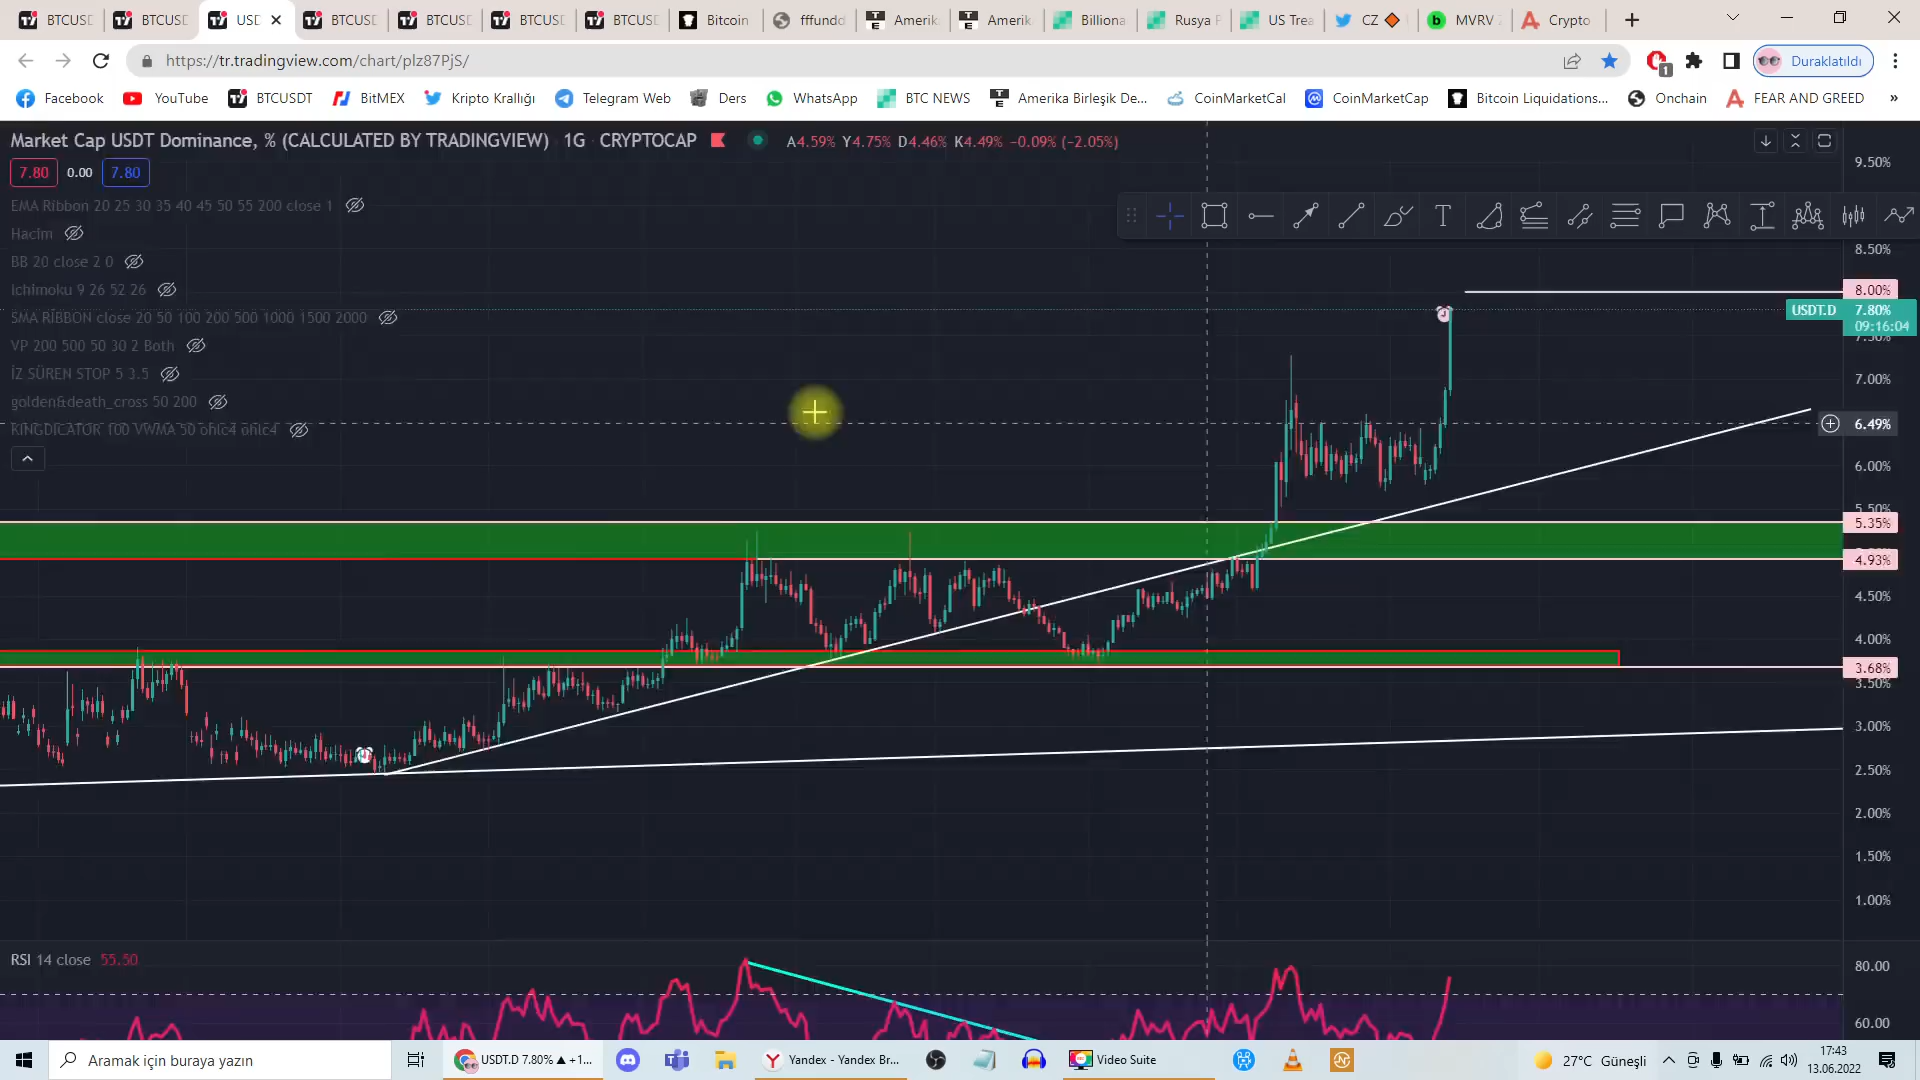 BTCUSD BTCUSD USD BTCUSD BTCUSD BTCUSD BTCUSD Bitcoin fffundd Amerik Amerik Billiona Rusya P US Trea CZ MVRV Z Crypto
https://tr.tradingview.com/chart/plz87PjS/ 1 Duraklatıldı
Facebook YouTube BTCUSDT BitMEX Kripto Krallığı Telegram Web Ders WhatsApp BTC NEWS Amerika Birleşik De... CoinMarketCal CoinMarketCap Bitcoin Liquidations... Onchain FEAR AND GREED »
Market Cap USDT Dominance, % (CALCULATED BY TRADINGVIEW) 1G CRYPTOCAP A4.59% Y4.75% D4.46% K4.49% −0.09% (−2.05%)
7.80 0.00 7.80
EMA Ribbon 20 25 30 35 40 45 50 55 200 close 1
Hacim
BB 20 close 2 0
Ichimoku 9 26 52 26
SMA RIBBON close 20 50 100 200 500 1000 1500 2000
VP 200 500 50 30 2 Both
İZ SÜREN STOP 5 3.5
golden&death_cross 50 200
KINGDICATOR 100 VWMA 50 ohlc4 ohlc4
9.50%
8.50%
8.00%
USDT.D 7.80%
09:16:04
7.50%
7.00%
6.49%
6.00%
5.50%
5.35%
4.93%
4.50%
4.00%
3.68%
3.50%
3.00%
2.50%
2.00%
1.50%
1.00%
RSI 14 close 55.50
80.00
60.00
Aramak için buraya yazın USDT.D 7.80% ▲ +1... Yandex - Yandex Br... Video Suite 27°C Güneşli 17:43
13.06.2022